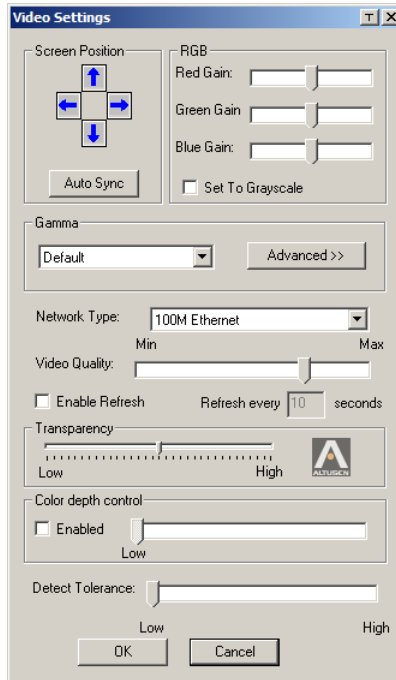 Video Settings
Screen Position
Auto Sync
RGB
Red Gain:
Green Gain
Blue Gain:
Set To Grayscale
Gamma
Default
Advanced >>
Network Type:
100M Ethernet
Min Max
Video Quality:
Enable Refresh Refresh every 10 seconds
Transparency
Low High
ALTUSEN
Color depth control
Enabled
Low
Detect Tolerance:
Low High
OK Cancel